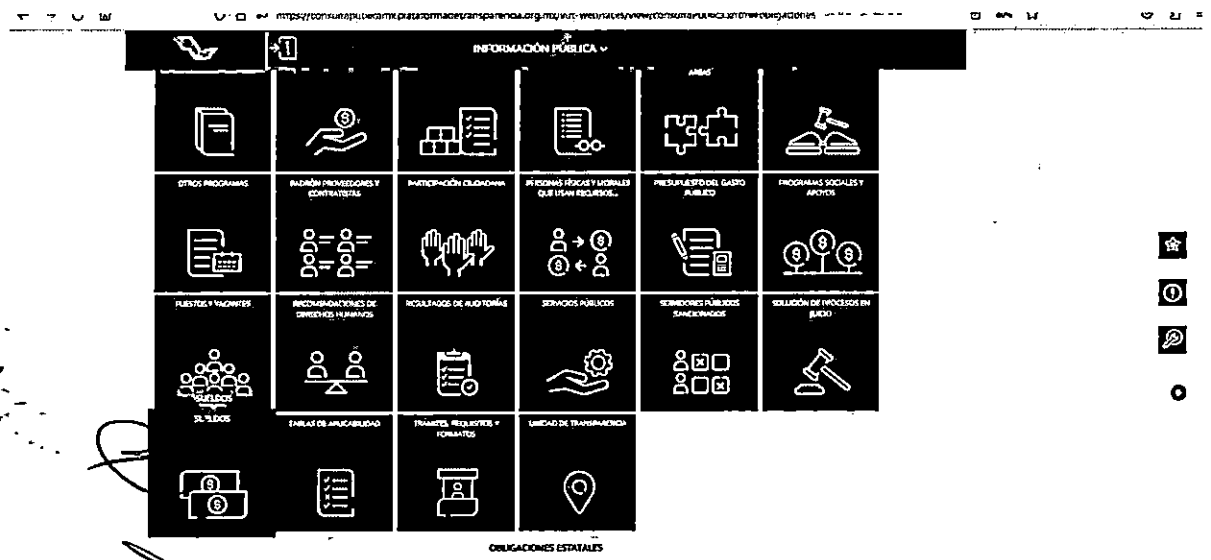 INFORMACIÓN PÚBLICA
OTROS PROGRAMAS
PADRÓN PROVEEDORES Y
CONTRATISTAS
PARTICIPACIÓN CIUDADANA
PERSONAS FÍSICAS Y MORALES
QUE USAN RECURSOS...
PRESUPUESTO DEL GASTO
PÚBLICO
PROGRAMAS SOCIALES Y
APOYOS
PUESTOS Y VACANTES
RECOMENDACIONES DE
DERECHOS HUMANOS
RESULTADOS DE AUDITORÍAS
SERVICIOS PÚBLICOS
SERVIDORES PÚBLICOS
SANCIONADOS
SOLUCIÓN DE PROCESOS EN
JUICIO
SUELDOS
SUELDOS
TABLAS DE APLICABILIDAD
TRÁMITES, REQUISITOS Y
FORMATOS
UNIDAD DE TRANSPARENCIA
OBLIGACIONES ESTATALES